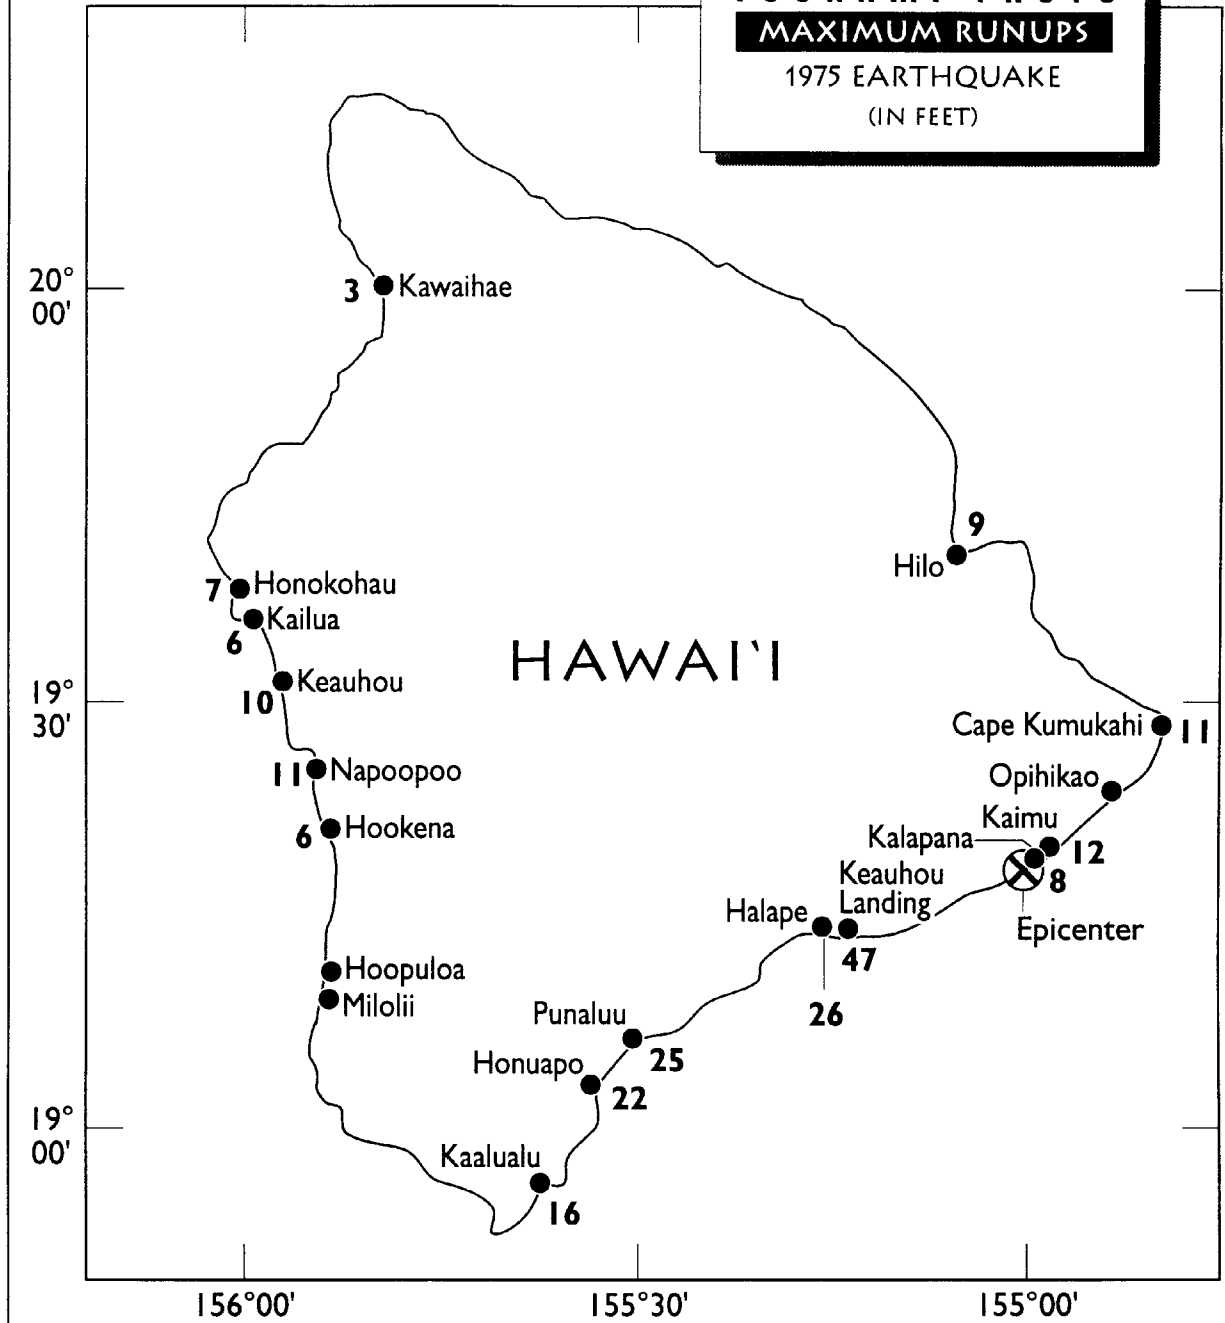 MAXIMUM RUNUPS
1975 EARTHQUAKE
(IN FEET)
20°
00'
3 Kawaihae
9
Hilo
7 Honokohau
Kailua
6
HAWAI`I
19°
30'
Keauhou
10
Cape Kumukahi 11
11 Napoopoo
Opihikao
Kaimu
6 Hookena
Kalapana
12
8
Keauhou
Landing
Halape
Epicenter
47
Hoopuloa
Milolii
26
Punaluu
25
Honuapo
22
19°
00'
Kaalualu
16
156°00'
155°30'
155°00'